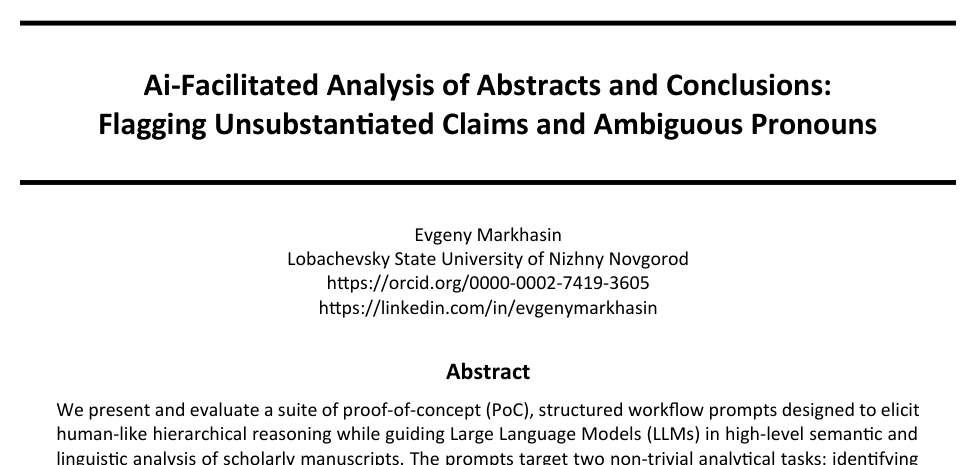 Ai-Facilitated Analysis of Abstracts and Conclusions:
Flagging Unsubstantiated Claims and Ambiguous Pronouns
Evgeny Markhasin
Lobachevsky State University of Nizhny Novgorod
https://orcid.org/0000-0002-7419-3605
https://linkedin.com/in/evgenymarkhasin
Abstract
We present and evaluate a suite of proof-of-concept (PoC), structured workflow prompts designed to elicit
human-like hierarchical reasoning while guiding Large Language Models (LLMs) in high-level semantic and
linguistic analysis of scholarly manuscripts. The prompts target two non-trivial analytical tasks: identifying